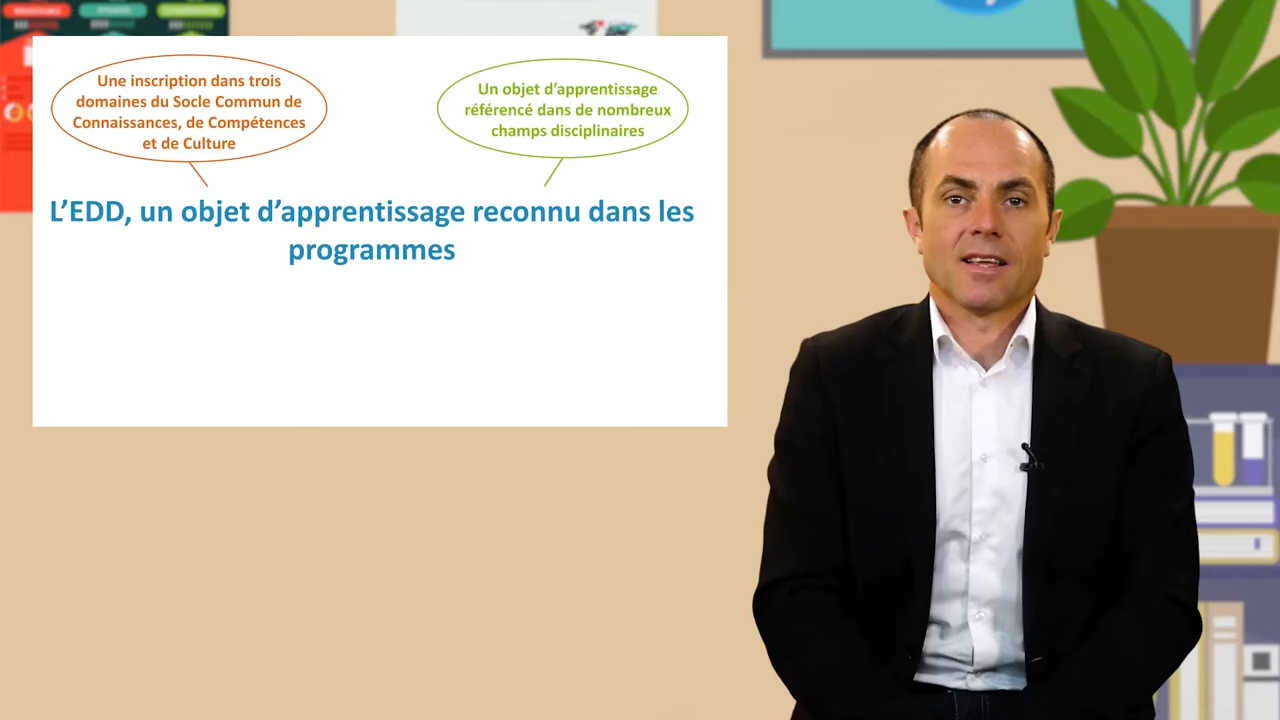 Une inscription dans trois
domaines du Socle Commun de
Connaissances, de Compétences
et de Culture
Un objet d'apprentissage
référencé dans de nombreux
champs disciplinaires
L'EDD, un objet d'apprentissage reconnu dans les
programmes